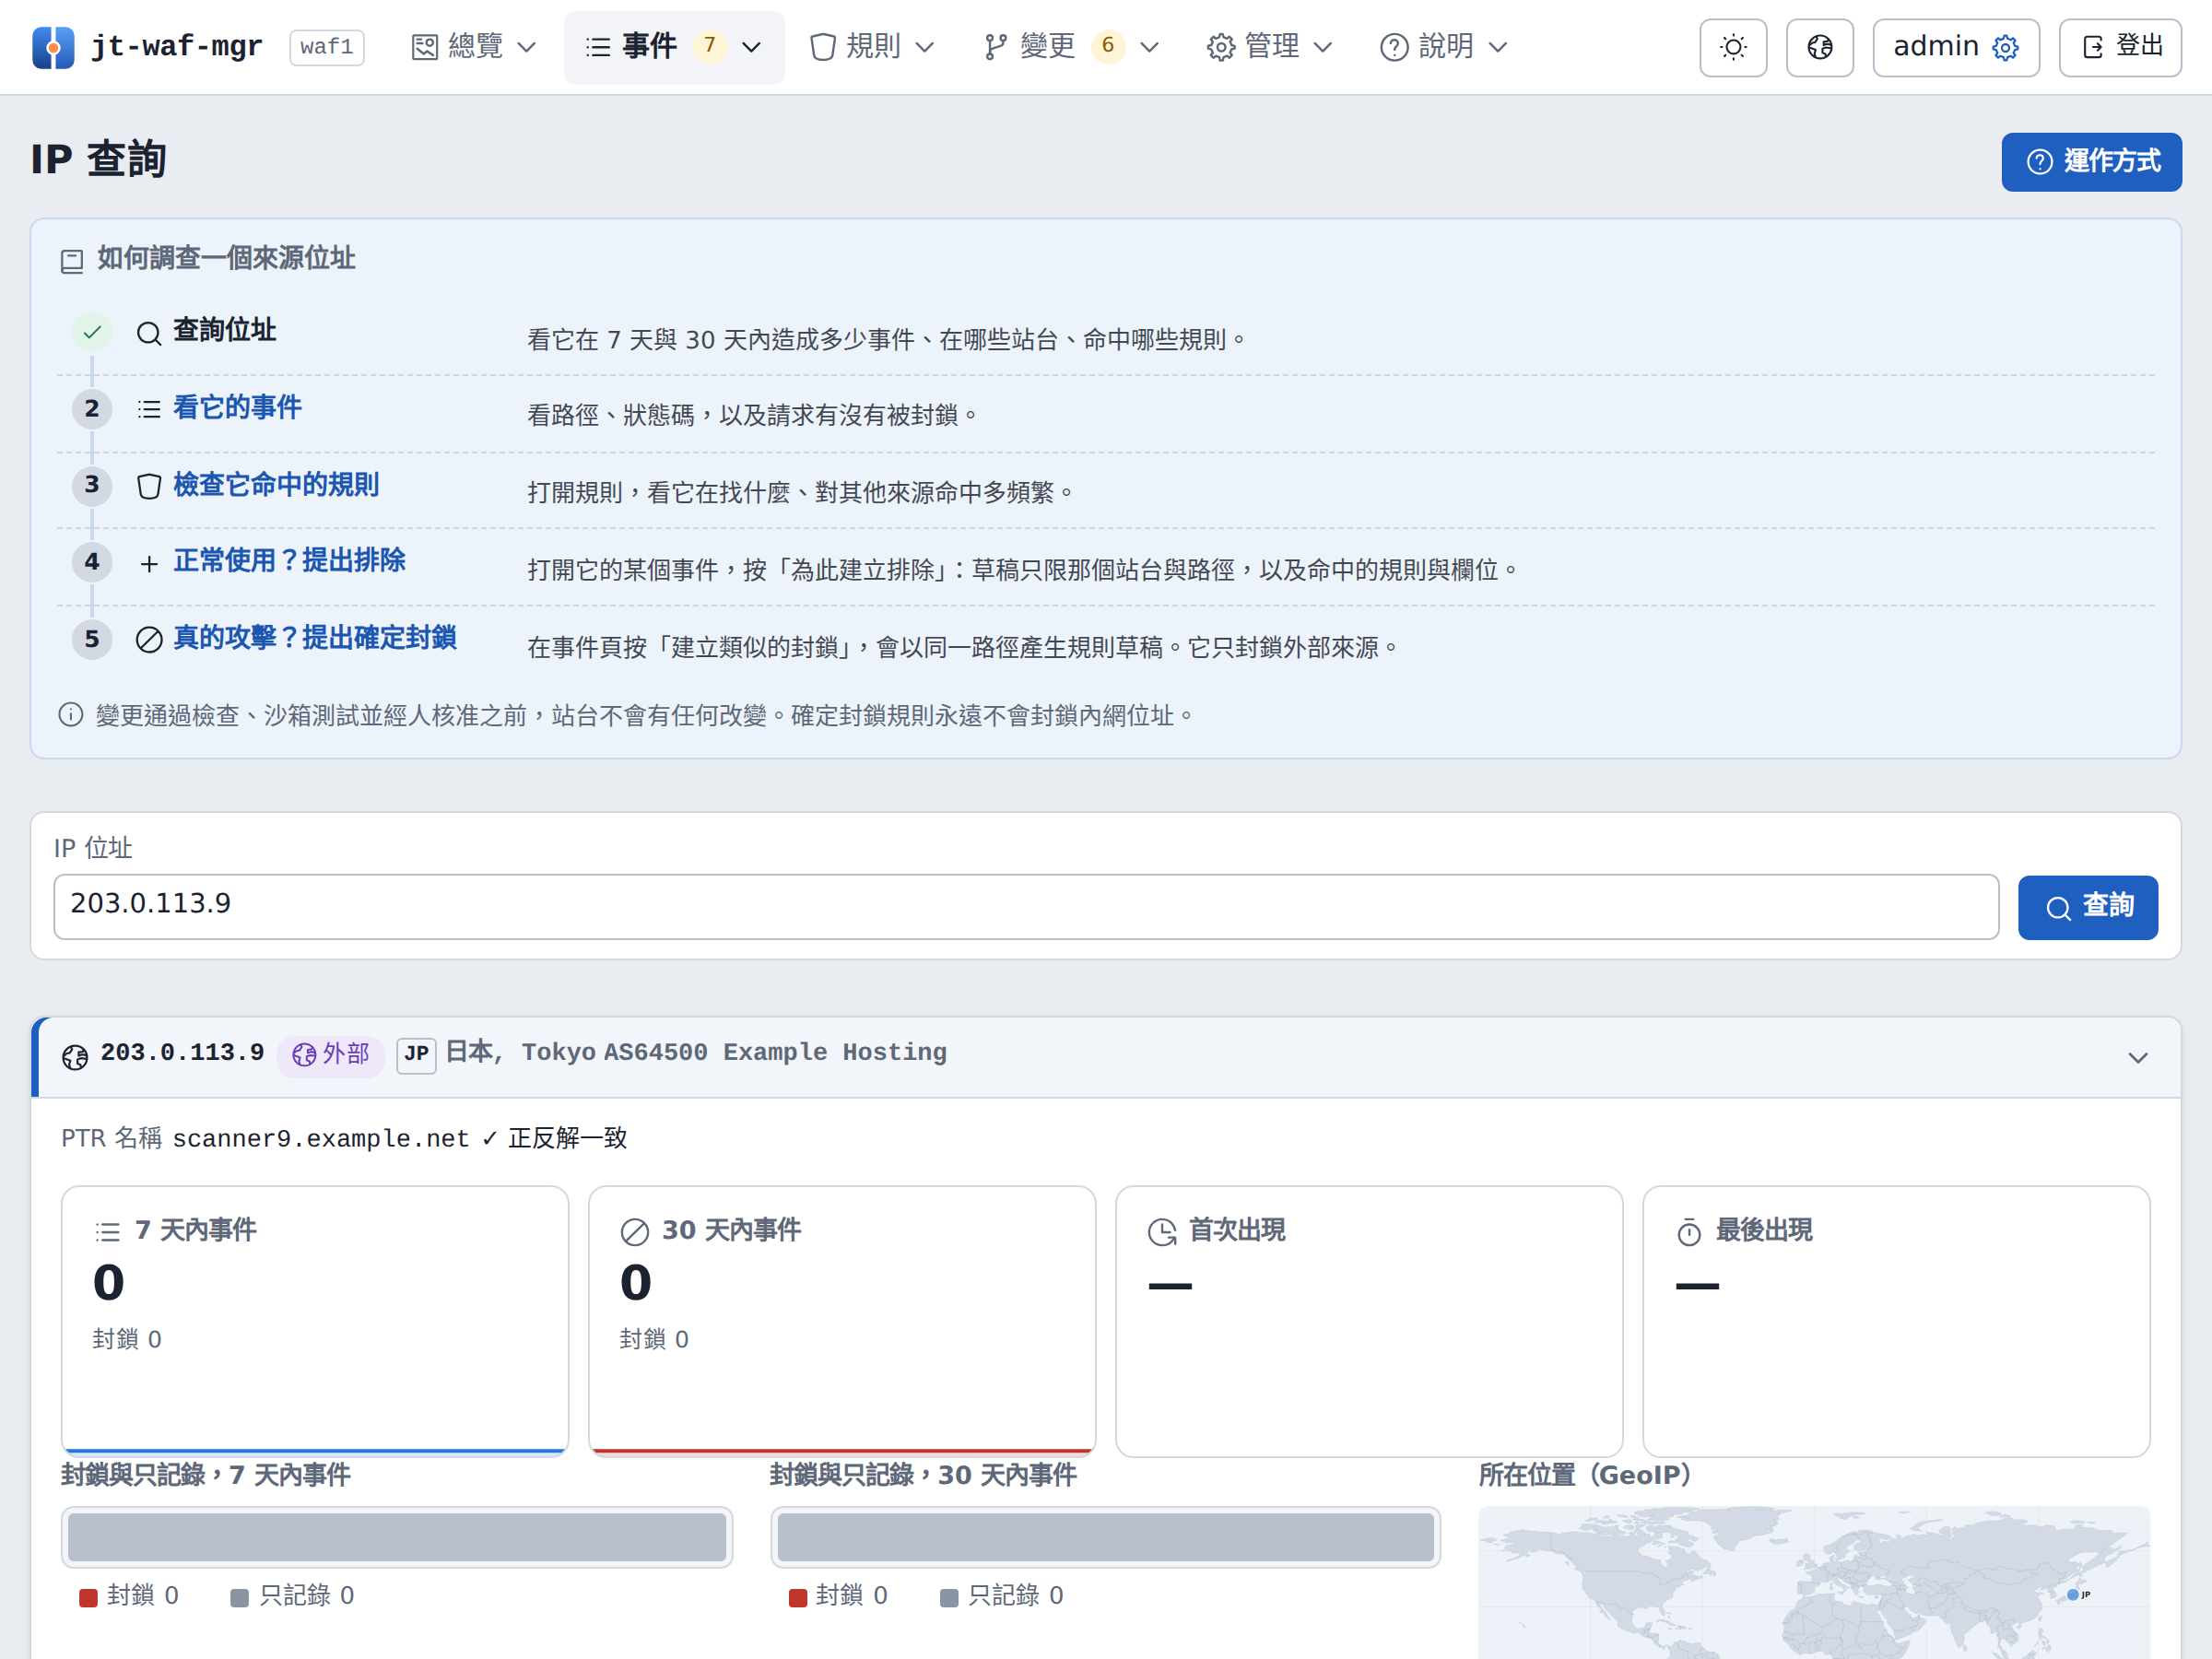 jt-waf-mgr waf1 總覽 事件 7 規則 變更 6 管理 說明 admin 登出
IP 查詢
運作方式
如何調查一個來源位址
查詢位址 看它在 7 天與 30 天內造成多少事件、在哪些站台、命中哪些規則。
2 看它的事件 看路徑、狀態碼，以及請求有沒有被封鎖。
3 檢查它命中的規則 打開規則，看它在找什麼、對其他來源命中多頻繁。
4 正常使用？提出排除 打開它的某個事件，按「為此建立排除」：草稿只限那個站台與路徑，以及命中的規則與欄位。
5 真的攻擊？提出確定封鎖 在事件頁按「建立類似的封鎖」，會以同一路徑產生規則草稿。它只封鎖外部來源。
變更通過檢查、沙箱測試並經人核准之前，站台不會有任何改變。確定封鎖規則永遠不會封鎖內網位址。
IP 位址
203.0.113.9
查詢
203.0.113.9 外部 JP 日本, Tokyo AS64500 Example Hosting
PTR 名稱 scanner9.example.net ✓ 正反解一致
7 天內事件
0
封鎖 0
30 天內事件
0
封鎖 0
首次出現
—
最後出現
—
封鎖與只記錄，7 天內事件
封鎖 0 只記錄 0
封鎖與只記錄，30 天內事件
封鎖 0 只記錄 0
所在位置（GeoIP）
JP